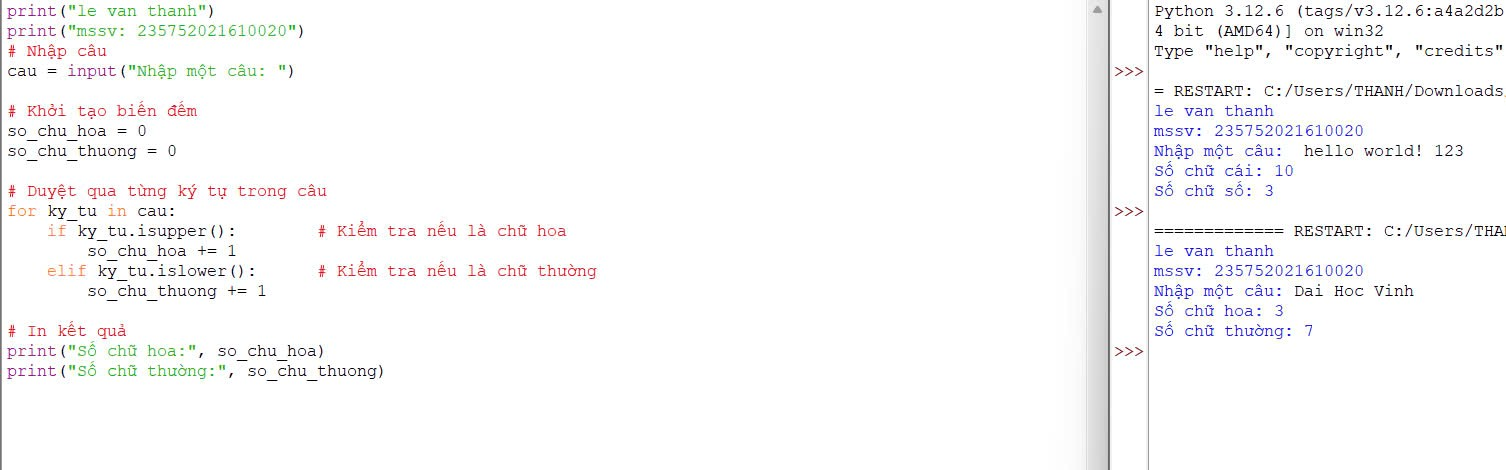 print("le van thanh")
print("mssv: 235752021610020")
# Nhập câu
cau = input("Nhập một câu: ")
# Khởi tạo biến đếm
so_chu_hoa = 0
so_chu_thuong = 0
# Duyệt qua từng ký tự trong câu
for ky_tu in cau:
    if ky_tu.isupper():        # Kiểm tra nếu là chữ hoa
        so_chu_hoa += 1
    elif ky_tu.islower():      # Kiểm tra nếu là chữ thường
        so_chu_thuong += 1
# In kết quả
print("Số chữ hoa:", so_chu_hoa)
print("Số chữ thường:", so_chu_thuong)
Python 3.12.6 (tags/v3.12.6:a4a2d2b
4 bit (AMD64)] on win32
Type "help", "copyright", "credits"
>>>
= RESTART: C:/Users/THANH/Downloads
le van thanh
mssv: 235752021610020
Nhập một câu:  hello world! 123
Số chữ cái: 10
Số chữ số: 3
>>>
============= RESTART: C:/Users/THAN
le van thanh
mssv: 235752021610020
Nhập một câu: Dai Hoc Vinh
Số chữ hoa: 3
Số chữ thường: 7
>>>